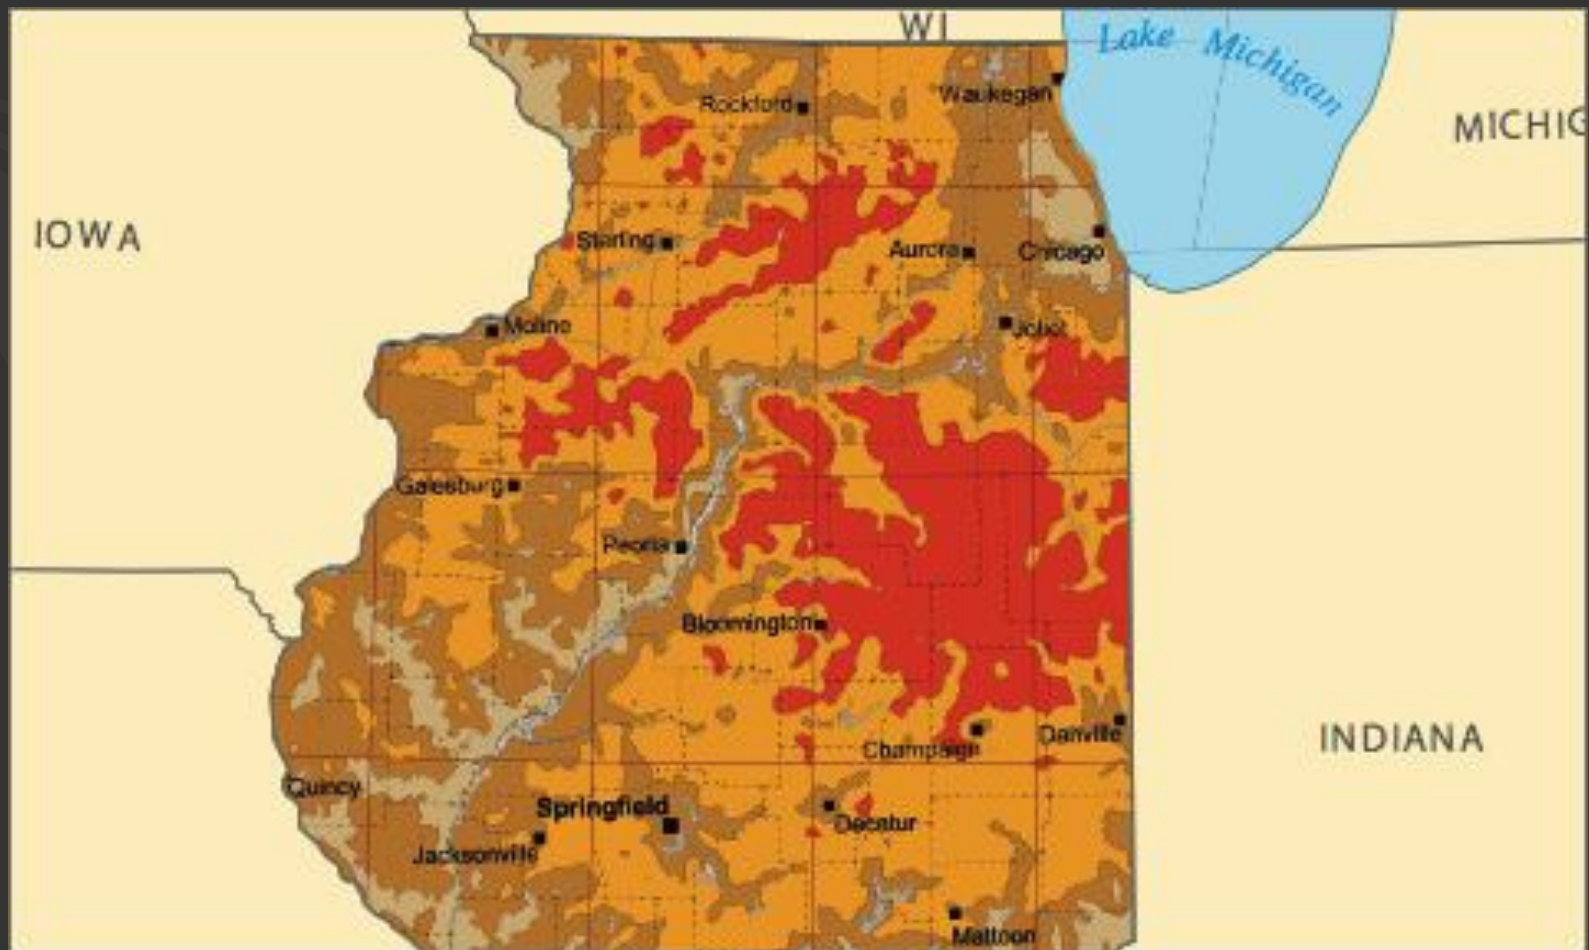 WI
Lake Michigan
Rockford
Waukegan
MICHIG
IOWA
Sterling
Aurora
Chicago
Moline
Joliet
Galesburg
Peoria
Bloomington
INDIANA
Champaign
Danville
Quincy
Springfield
Decatur
Jacksonville
Mattoon